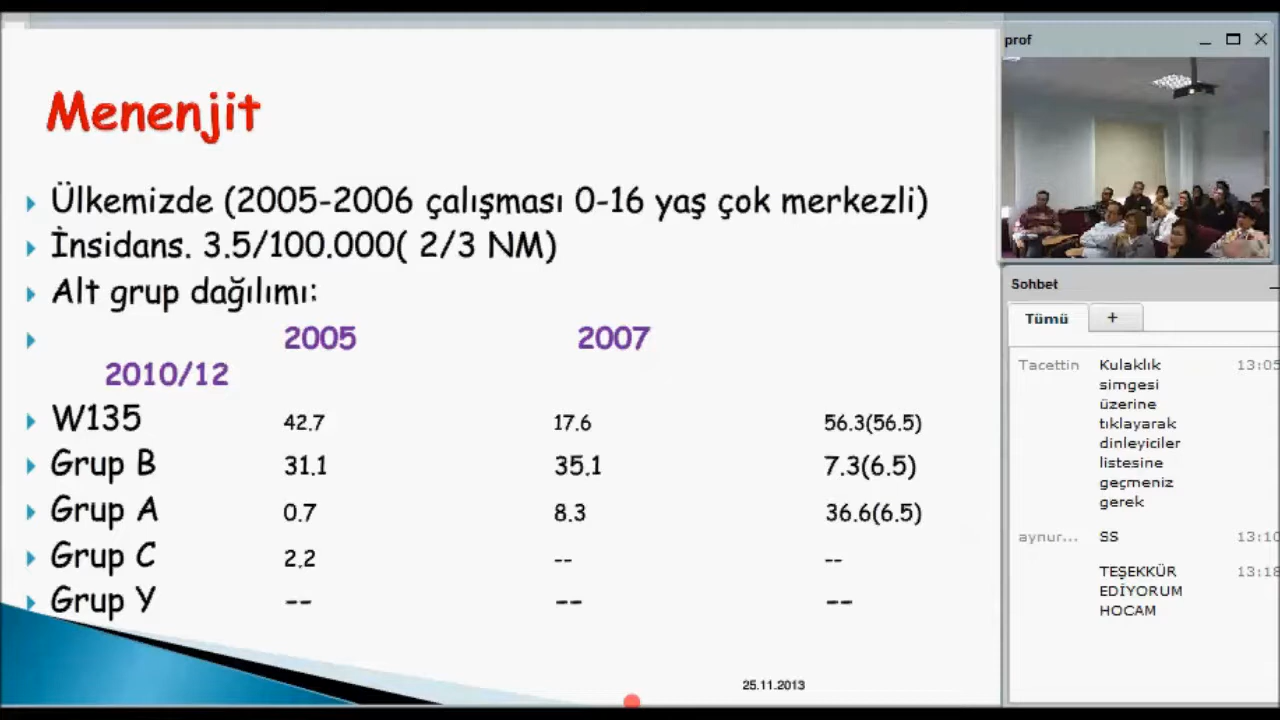 Menenjit
Ülkemizde (2005-2006 çalışması 0-16 yaş çok merkezli)
İnsidans. 3.5/100.000( 2/3 NM)
Alt grup dağılımı:
2005 2007
2010/12
W135 42.7 17.6 56.3(56.5)
Grup B 31.1 35.1 7.3(6.5)
Grup A 0.7 8.3 36.6(6.5)
Grup C 2.2 -- --
Grup Y -- -- --
25.11.2013
prof
Sohbet
Tümü +
Tacettin Kulaklık 13:05
simgesi
üzerine
tıklayarak
dinleyiciler
listesine
geçmeniz
gerek
aynur... SS 13:10
TEŞEKKÜR 13:18
EDİYORUM
HOCAM